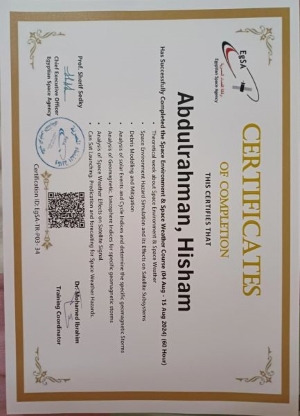 EgSA
وكالة الفضاء المصرية
Egyptian Space Agency
CERTIFICATES
OF COMPLETION
THIS CERTIFIES THAT
Abdulrahman, Hisham
Has Successfully Completed the Space Environment & Space Weather Course (04 Aug - 15 Aug 2024) (60 Hour)
• Theoretical week about Space Environment & Space Weather
• Space Environment Hazard Simulation and its Effects on Satellite Subsystems
• Debris Modelling and Mitigation
• Analysis of solar Events and Cycle Indices and determine the specific geomagnetic Storms
• Analysis of Geomagnetic, Ionosphere Indices for specific geomagnetic storms
• Analysis of Space Weather Effects on Satellite Signal
• Can Sat Launching, Predication and forecasting for Space Weather Hazards.
Prof. Sherif Sedky
Chief Executive Officer
Egyptian Space Agency
Dr. Mohamed Ibrahim
Training Coordinator
Certification ID: EgSA-TR-P03- 34